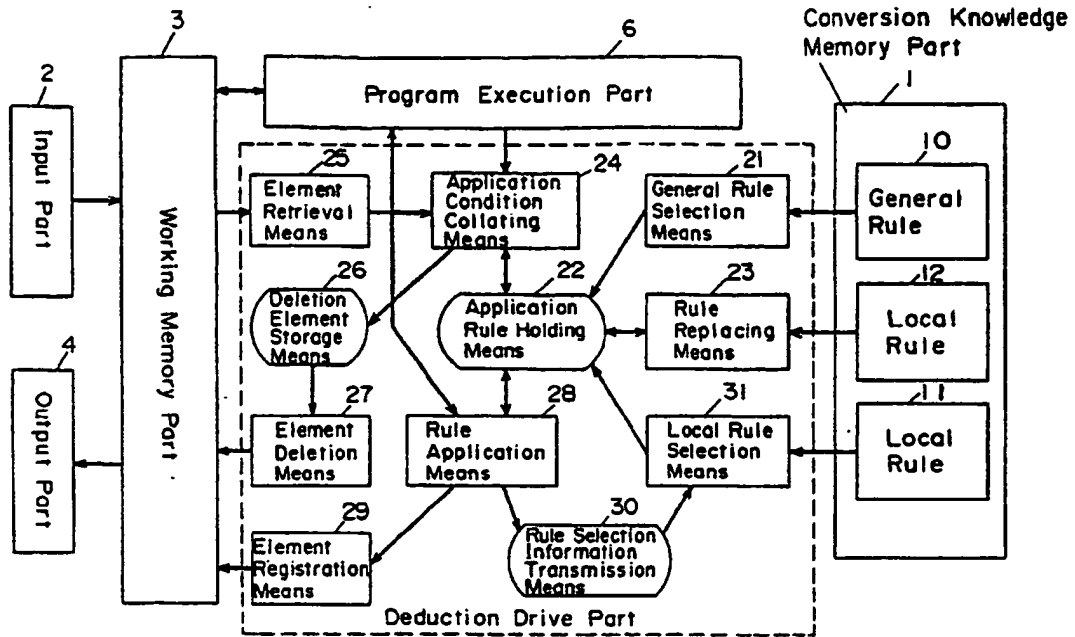 Conversion Knowledge
Memory Part
1
2
Input Part
3
Working Memory Part
4
Output Part
6
Program Execution Part
25
Element
Retrieval
Means
24
Application
Condition
Collating
Means
21
General Rule
Selection
Means
10
General
Rule
26
Deletion
Element
Storage
Means
22
Application
Rule Holding
Means
23
Rule
Replacing
Means
12
Local
Rule
27
Element
Deletion
Means
28
Rule
Application
Means
31
Local Rule
Selection
Means
11
Local
Rule
29
Element
Registration
Means
30
Rule Selection
Information
Transmission
Means
Deduction Drive Part